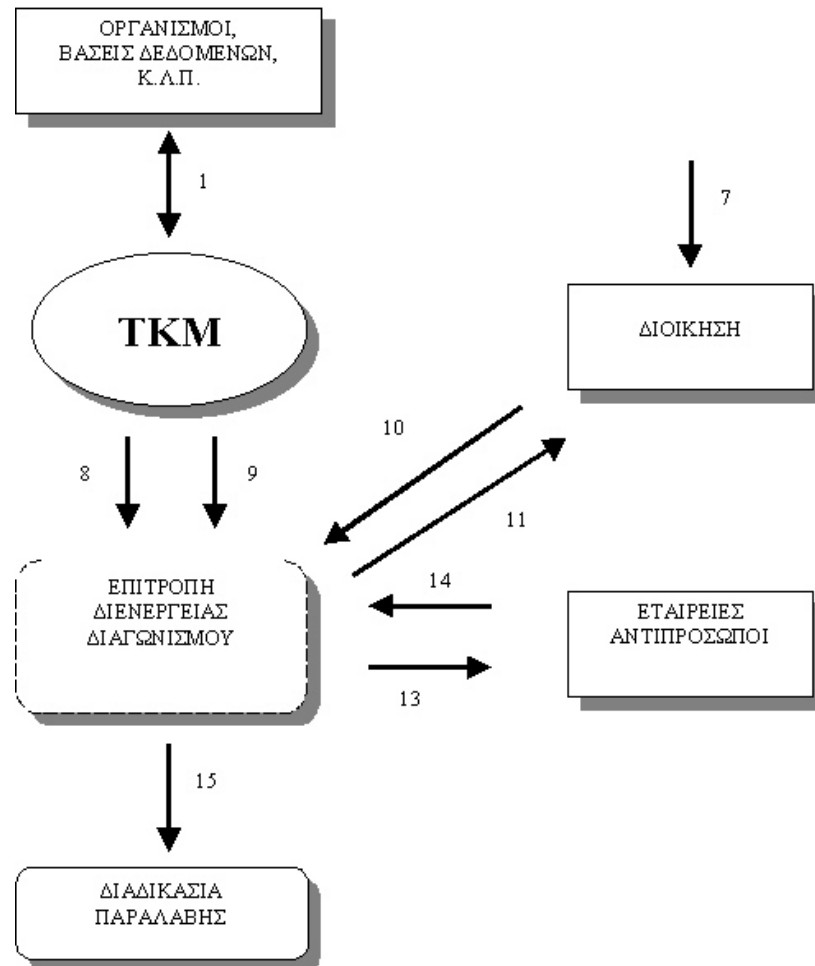 ΟΡΓΑΝΙΣΜΟΙ,
ΒΑΣΕΙΣ ΔΕΔΟΜΕΝΩΝ,
Κ.Λ.Π.
1
7
ΤΚΜ
ΔΙΟΙΚΗΣΗ
10
8
9
11
ΕΠΙΤΡΟΠΗ
ΔΙΕΝΕΡΓΕΙΑΣ
ΔΙΑΓΩΝΙΣΜΟΥ
14
ΕΤΑΙΡΕΙΕΣ
ΑΝΤΙΠΡΟΣΩΠΟΙ
13
15
ΔΙΑΔΙΚΑΣΙΑ
ΠΑΡΑΛΑΒΗΣ